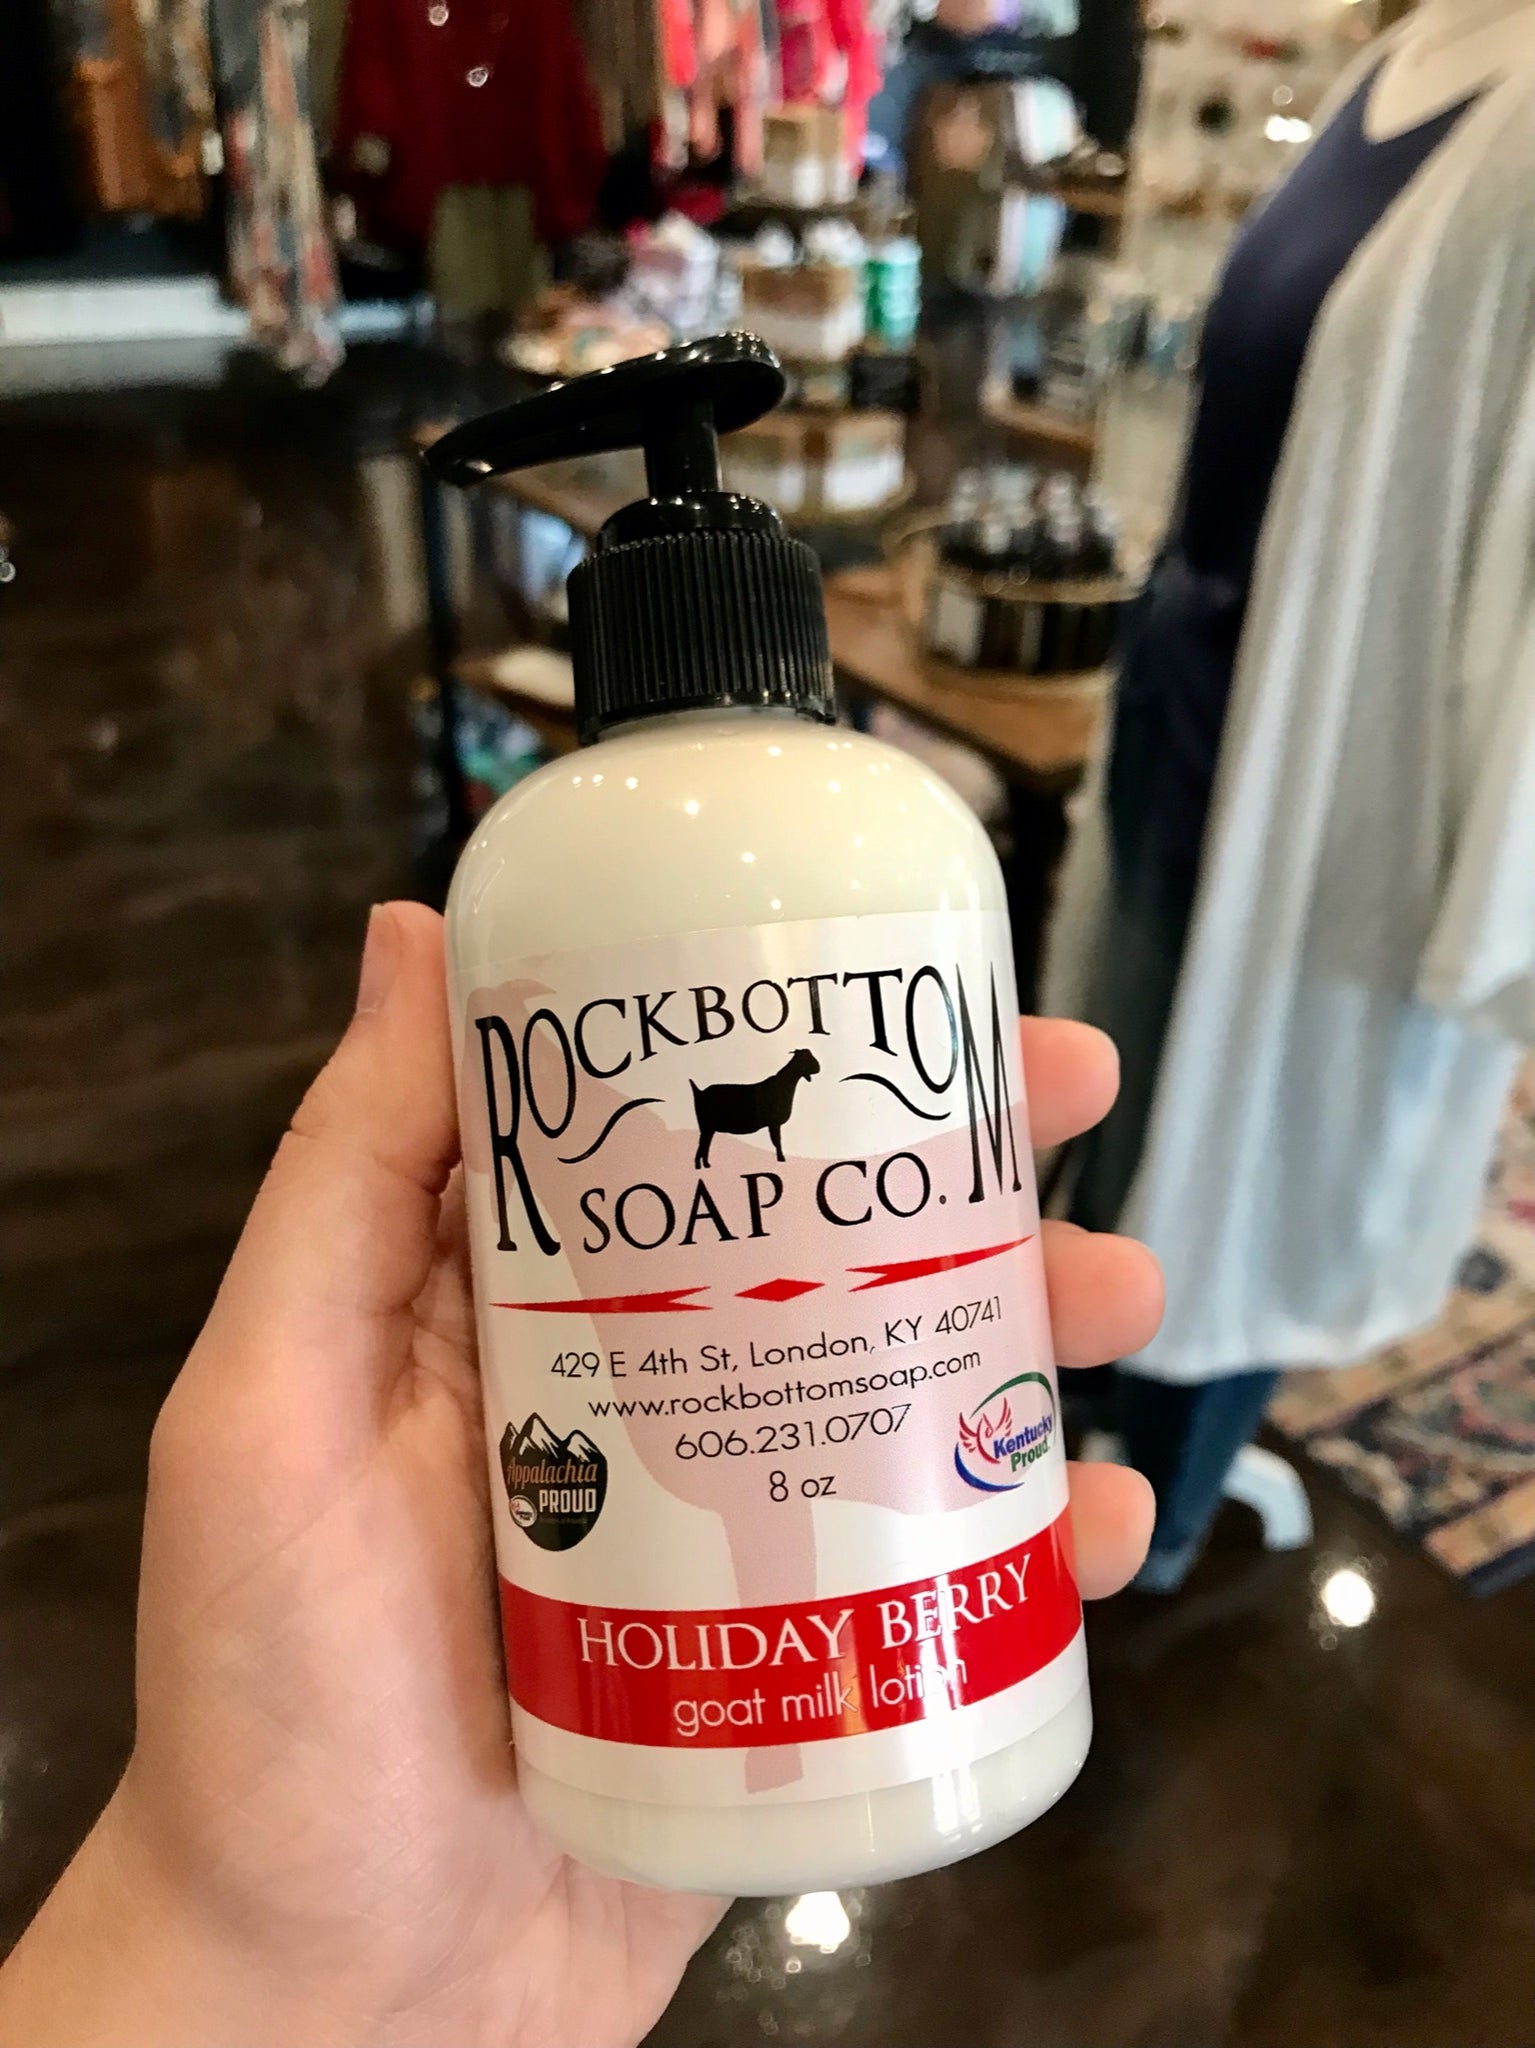 ROCKBOTTOM
SOAP CO.
429 E 4th St, London, KY 40741
www.rockbottomsoap.com
606.231.0707
8 oz
Appalachia
PROUD
Kentucky
Proud
HOLIDAY BERRY
goat milk lotion